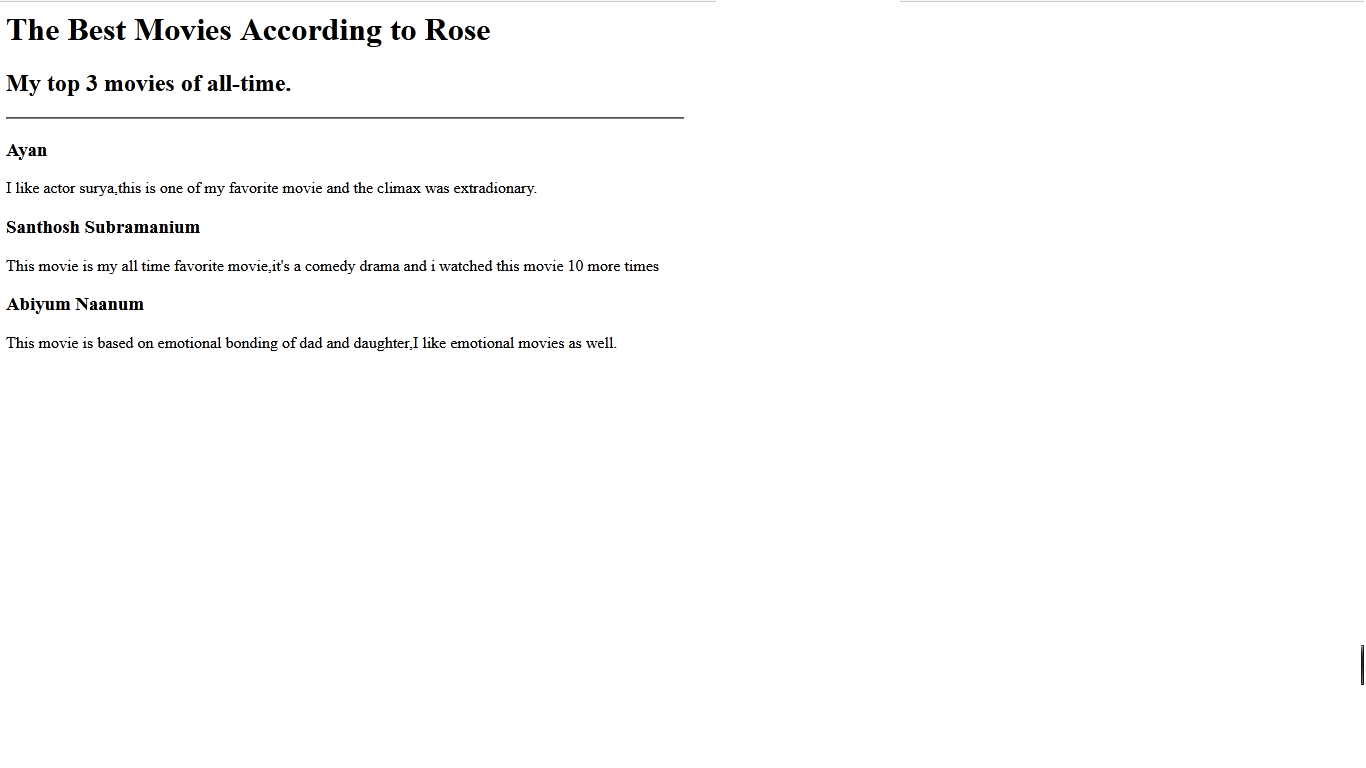 The Best Movies According to Rose
My top 3 movies of all-time.
Ayan
I like actor surya,this is one of my favorite movie and the climax was extradionary.
Santhosh Subramanium
This movie is my all time favorite movie,it's a comedy drama and i watched this movie 10 more times
Abiyum Naanum
This movie is based on emotional bonding of dad and daughter,I like emotional movies as well.